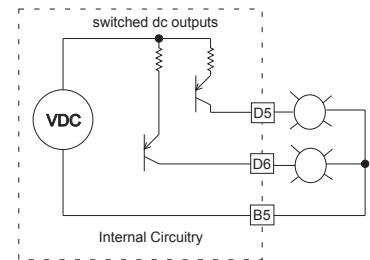 switched dc outputs
VDC
D5
D6
B5
Internal Circuitry